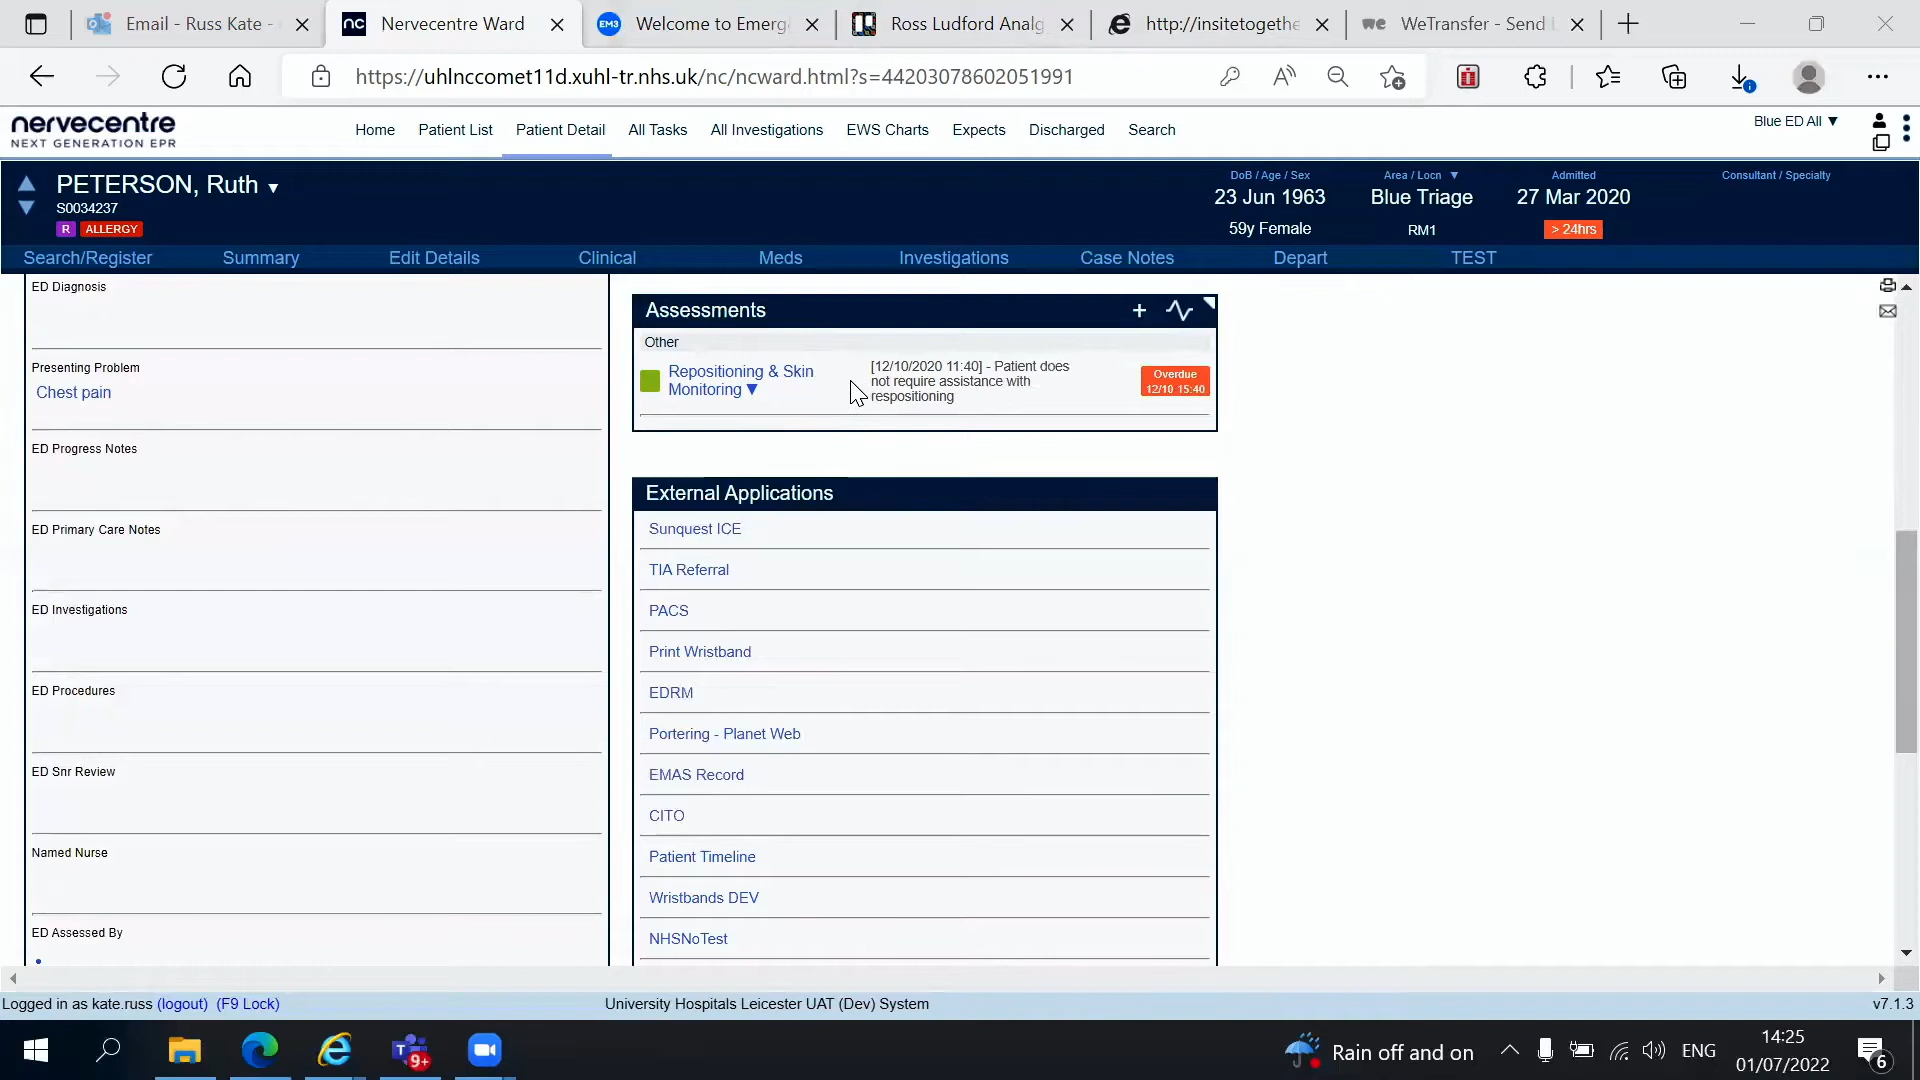 Email - Russ Kate -
Nervecentre Ward
EM3
Welcome to Emerg
Ross Ludford Analg
http://insitetogethe
we
WeTransfer - Send
https://uhlnccomet11d.xuhl-tr.nhs.uk/nc/ncward.html?s=44203078602051991
nervecentre
NEXT GENERATION EPR
Home
Patient List
Patient Detail
All Tasks
All Investigations
EWS Charts
Expects
Discharged
Search
Blue ED All ▼
PETERSON, Ruth ▼
S0034237
R
ALLERGY
DoB / Age / Sex
23 Jun 1963
59y Female
Area / Locn ▼
Blue Triage
RM1
Admitted
27 Mar 2020
> 24hrs
Consultant / Specialty
Search/Register
Summary
Edit Details
Clinical
Meds
Investigations
Case Notes
Depart
TEST
ED Diagnosis
Presenting Problem
Chest pain
ED Progress Notes
ED Primary Care Notes
ED Investigations
ED Procedures
ED Snr Review
Named Nurse
ED Assessed By
Assessments
Other
Repositioning & Skin
Monitoring ▼
[12/10/2020 11:40] - Patient does
not require assistance with
respositioning
Overdue
12/10 15:40
External Applications
Sunquest ICE
TIA Referral
PACS
Print Wristband
EDRM
Portering - Planet Web
EMAS Record
CITO
Patient Timeline
Wristbands DEV
NHSNoTest
Logged in as kate.russ (logout) (F9 Lock)
University Hospitals Leicester UAT (Dev) System
v7.1.3
9+
Rain off and on
ENG
14:25
01/07/2022
6